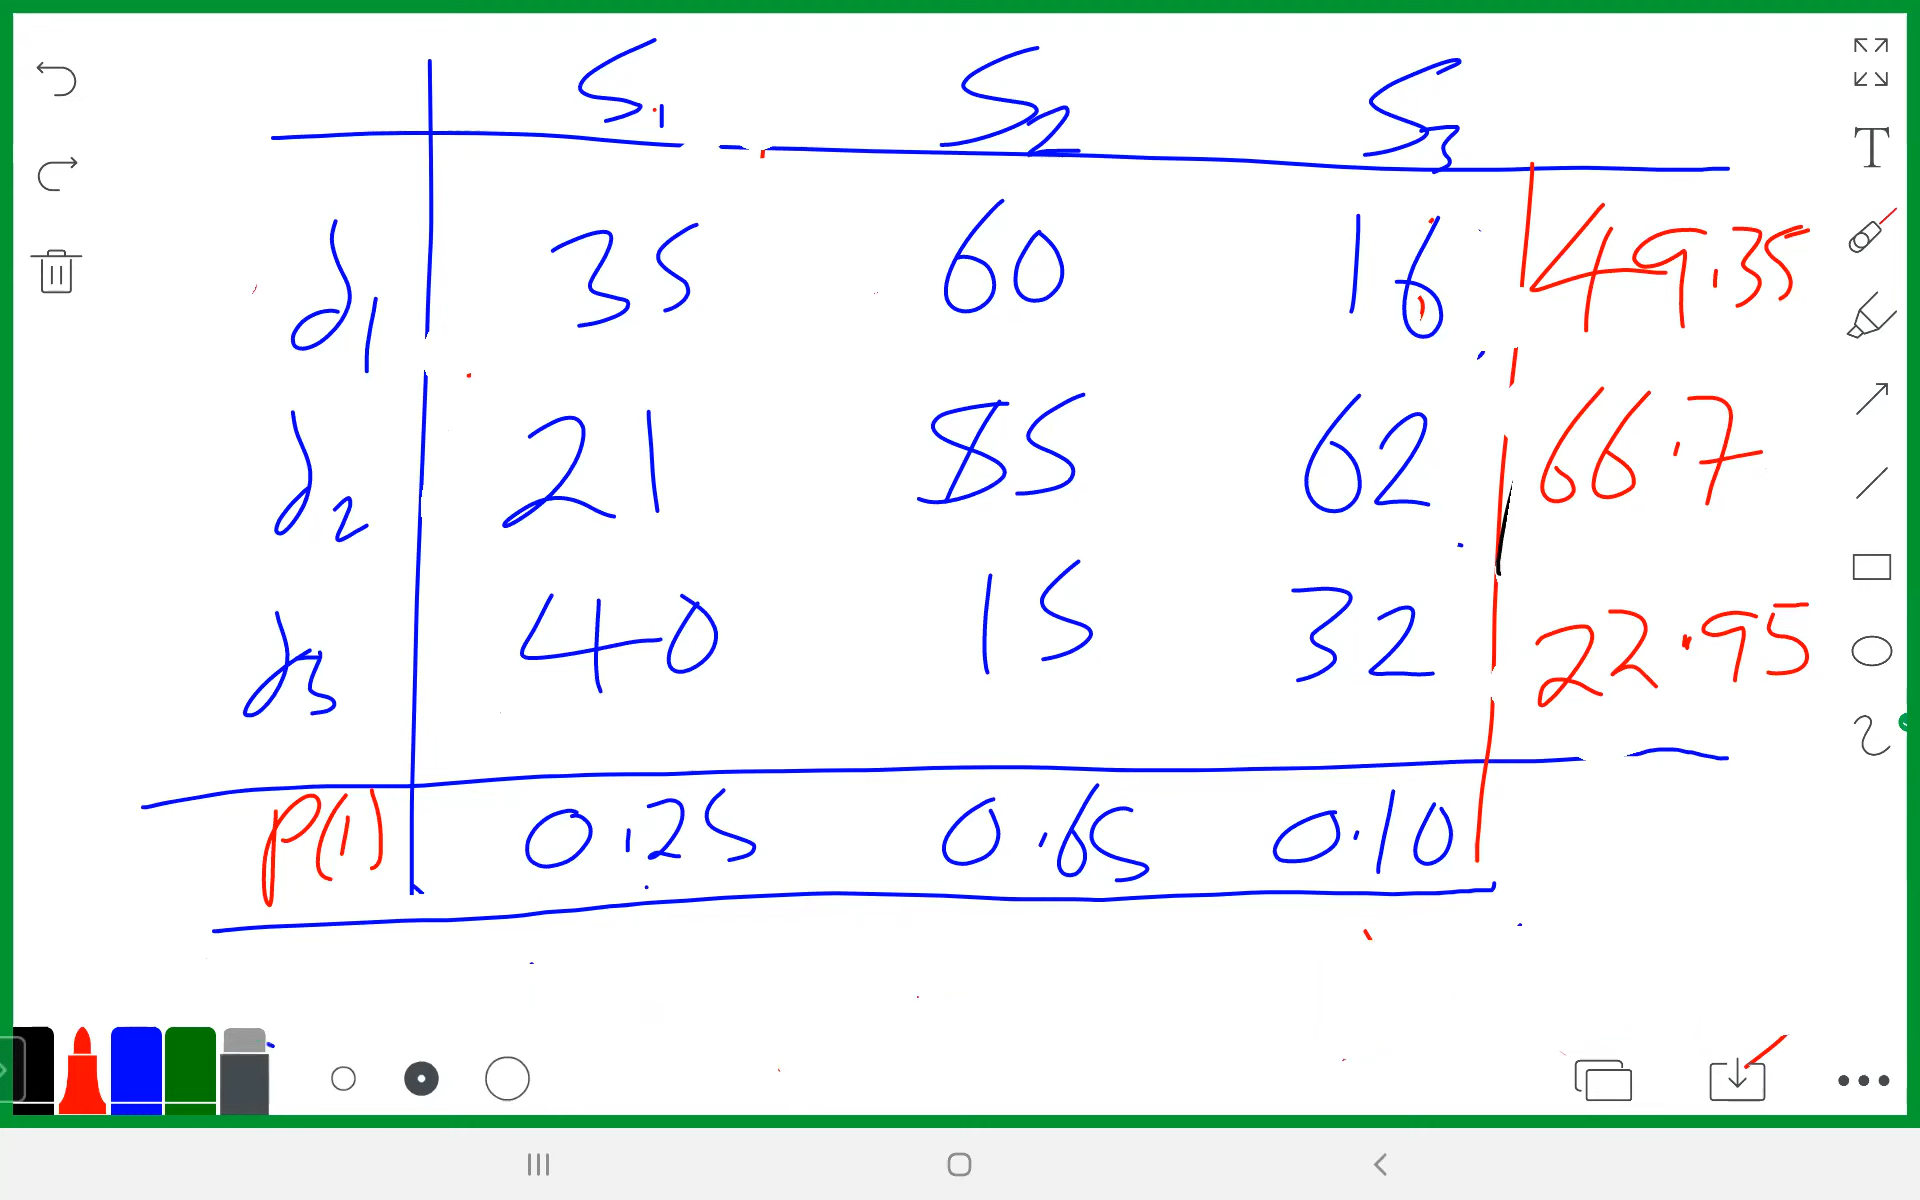 S1 S2 S3
d1 35 60 16 49.35
d2 21 85 62 66.7
d3 40 15 32 22.95
P(1) 0.25 0.65 0.10
T